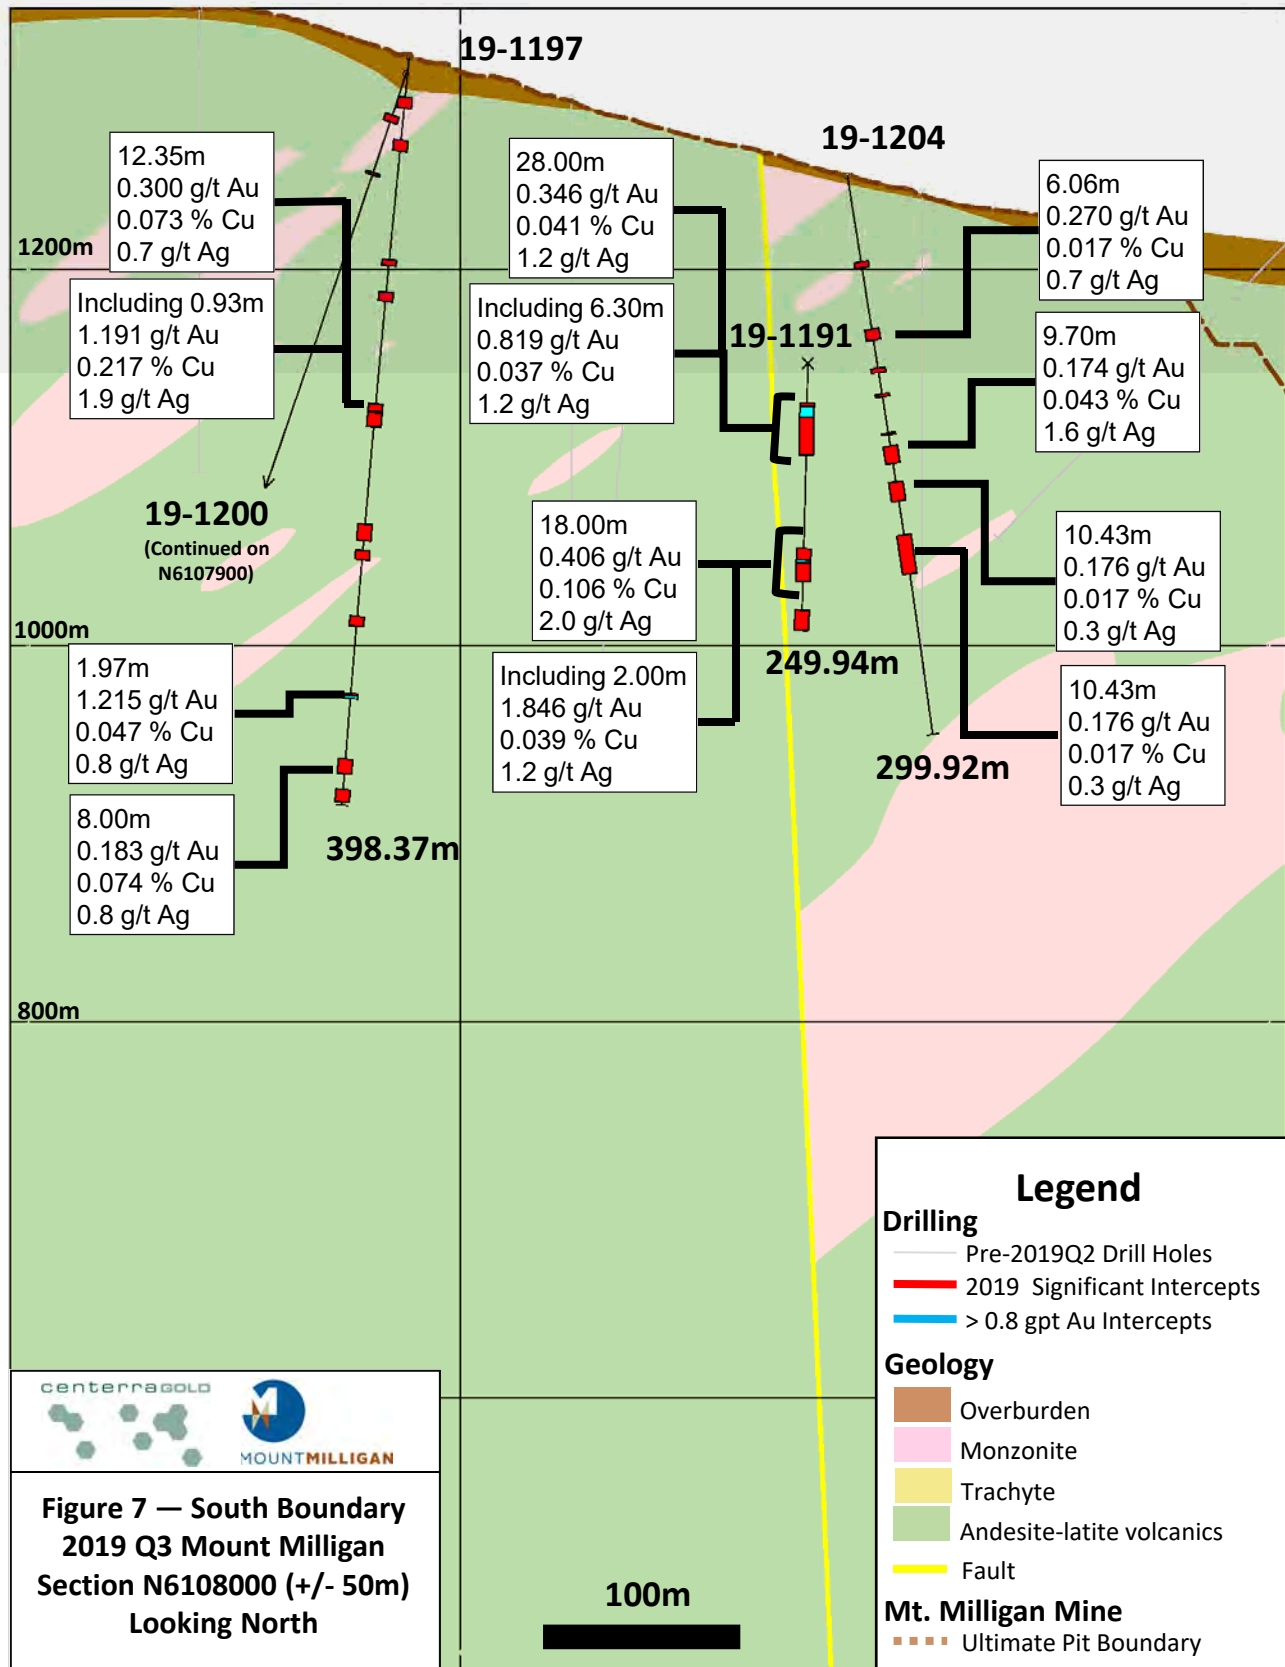 19-1197
19-1204
12.35m
0.300 g/t Au
0.073 % Cu
0.7 g/t Ag
28.00m
0.346 g/t Au
0.041 % Cu
1.2 g/t Ag
6.06m
0.270 g/t Au
0.017 % Cu
0.7 g/t Ag
1200m
Including 0.93m
1.191 g/t Au
0.217 % Cu
1.9 g/t Ag
Including 6.30m
0.819 g/t Au
0.037 % Cu
1.2 g/t Ag
19-1191
9.70m
0.174 g/t Au
0.043 % Cu
1.6 g/t Ag
19-1200
(Continued on
N6107900)
18.00m
0.406 g/t Au
0.106 % Cu
2.0 g/t Ag
10.43m
0.176 g/t Au
0.017 % Cu
0.3 g/t Ag
1000m
1.97m
1.215 g/t Au
0.047 % Cu
0.8 g/t Ag
Including 2.00m
1.846 g/t Au
0.039 % Cu
1.2 g/t Ag
249.94m
10.43m
0.176 g/t Au
0.017 % Cu
0.3 g/t Ag
299.92m
8.00m
0.183 g/t Au
0.074 % Cu
0.8 g/t Ag
398.37m
800m
Legend
Drilling
Pre-2019Q2 Drill Holes
2019 Significant Intercepts
> 0.8 gpt Au Intercepts
Geology
Overburden
Monzonite
Trachyte
Andesite-latite volcanics
Fault
Mt. Milligan Mine
Ultimate Pit Boundary
centerraGOLD
MOUNTMILLIGAN
Figure 7 — South Boundary
2019 Q3 Mount Milligan
Section N6108000 (+/- 50m)
Looking North
100m